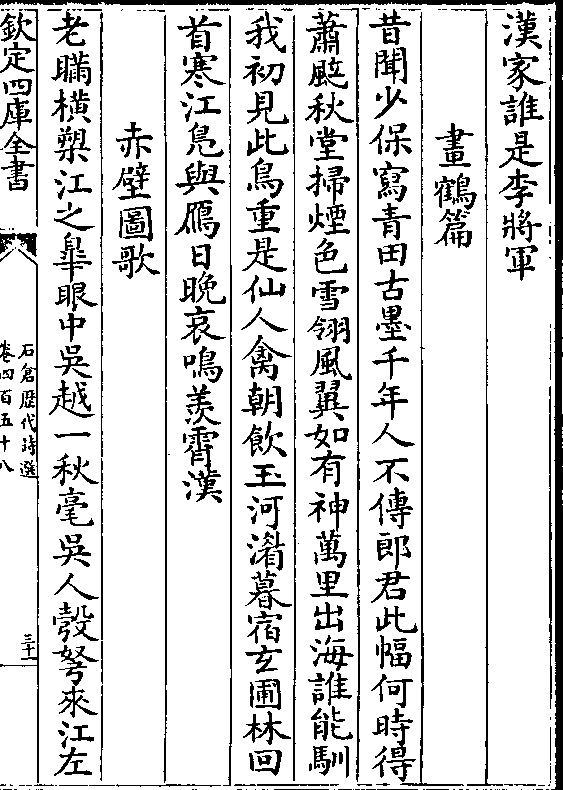 漢家誰是李將軍
畫鶴篇
昔聞少保寫青田古墨千年人不傳郎君此幅何時得
蕭颼秋堂掃煙色雪翎風翼如有神萬里出海誰能馴
我初見此鳥重是仙人禽朝飲玉河渚暮宿玄圃林回
首寒江鳧與鴈日晚哀鳴羨霄漢
赤壁圖歌
老瞞橫槊江之臯眼中吳越一秋毫吳人彀弩來江左
欽定四庫全書
石倉歴代詩選
卷四百五十八
三十一